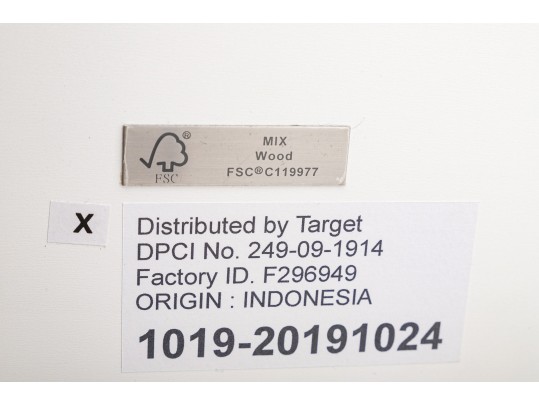 ®
FSC
MIX
Wood
FSC®C119977
X
Distributed by Target
DPCI No. 249-09-1914
Factory ID. F296949
ORIGIN : INDONESIA
1019-20191024